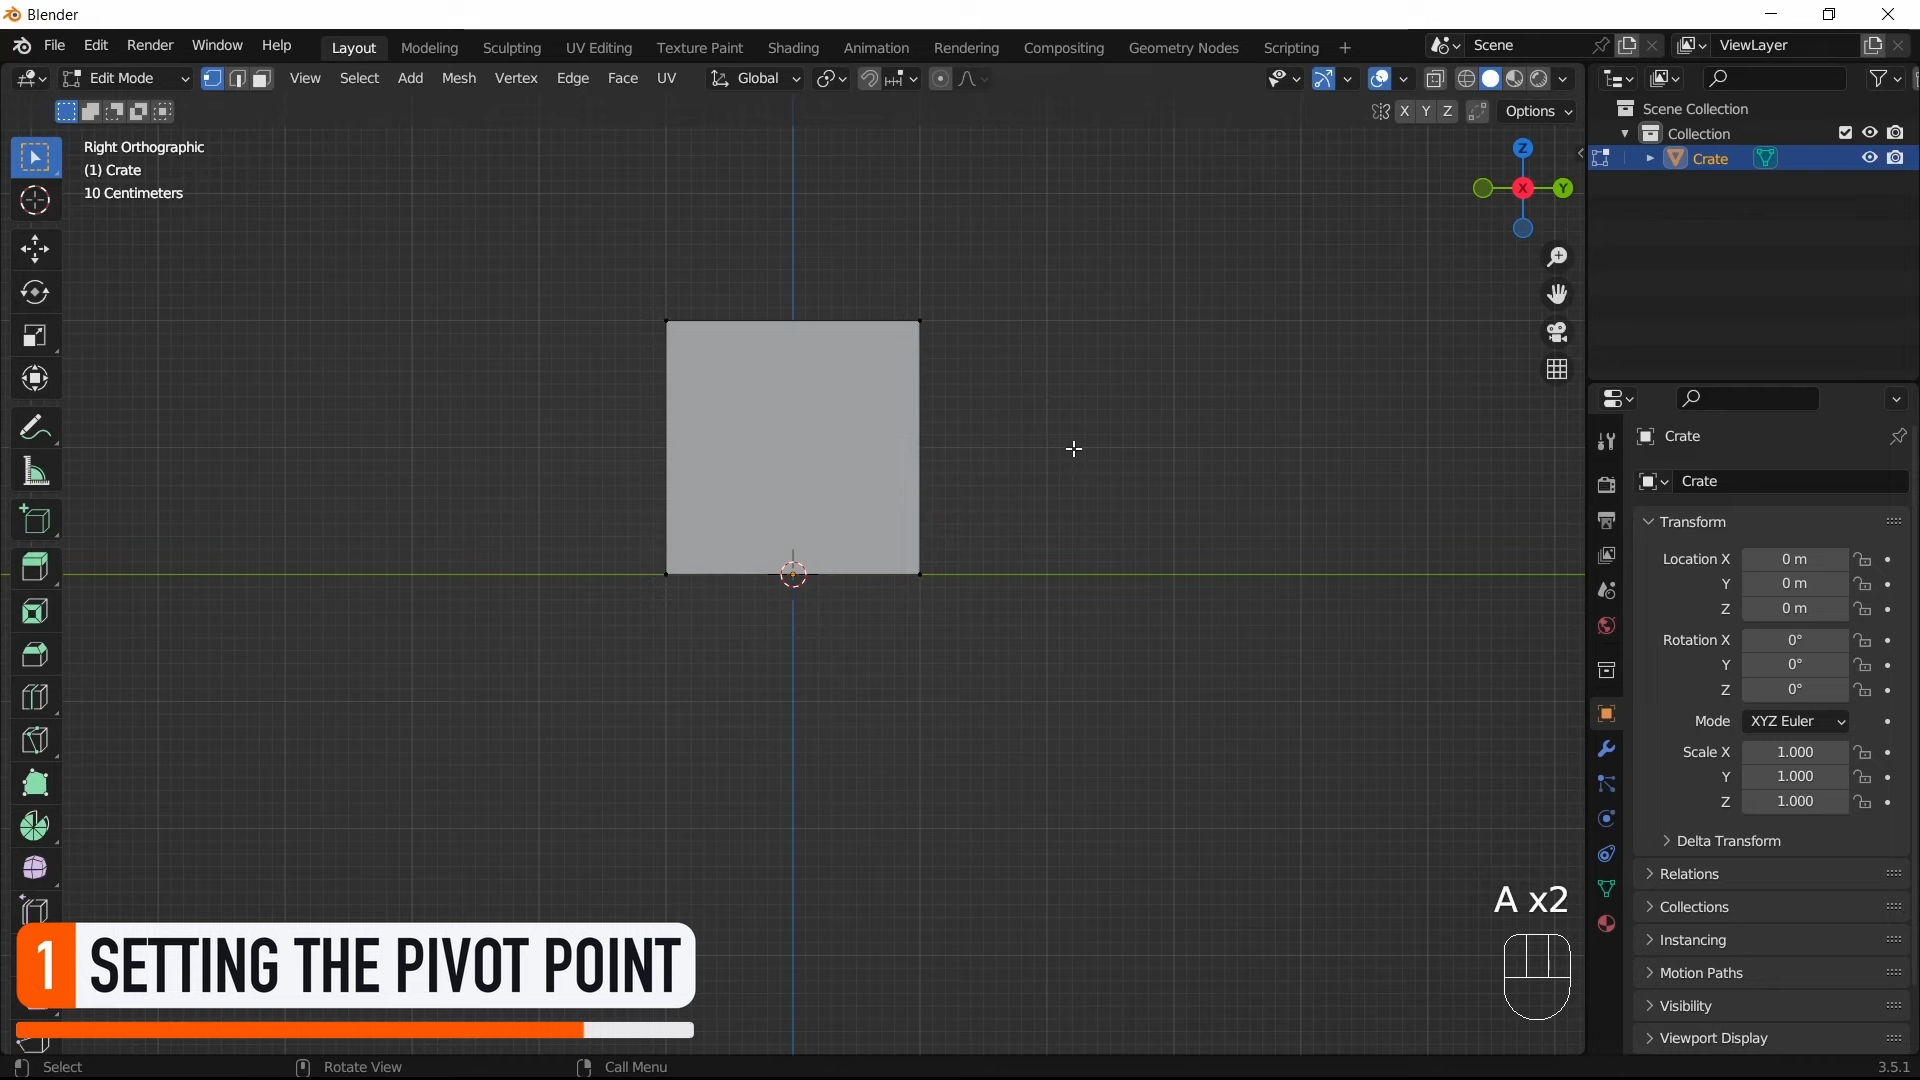 Blender
File Edit Render Window Help
Layout Modeling Sculpting UV Editing Texture Paint Shading Animation Rendering Compositing Geometry Nodes Scripting +
Scene
ViewLayer
Edit Mode
View Select Add Mesh Vertex Edge Face UV
Global
X Y Z
Options
Right Orthographic
(1) Crate
10 Centimeters
Z
X
Y
Scene Collection
Collection
Crate
Crate
Crate
Transform
Location X 0 m
Y 0 m
Z 0 m
Rotation X 0°
Y 0°
Z 0°
Mode XYZ Euler
Scale X 1.000
Y 1.000
Z 1.000
Delta Transform
Relations
Collections
Instancing
Motion Paths
Visibility
Viewport Display
A x2
1 SETTING THE PIVOT POINT
Select
Rotate View
Call Menu
3.5.1